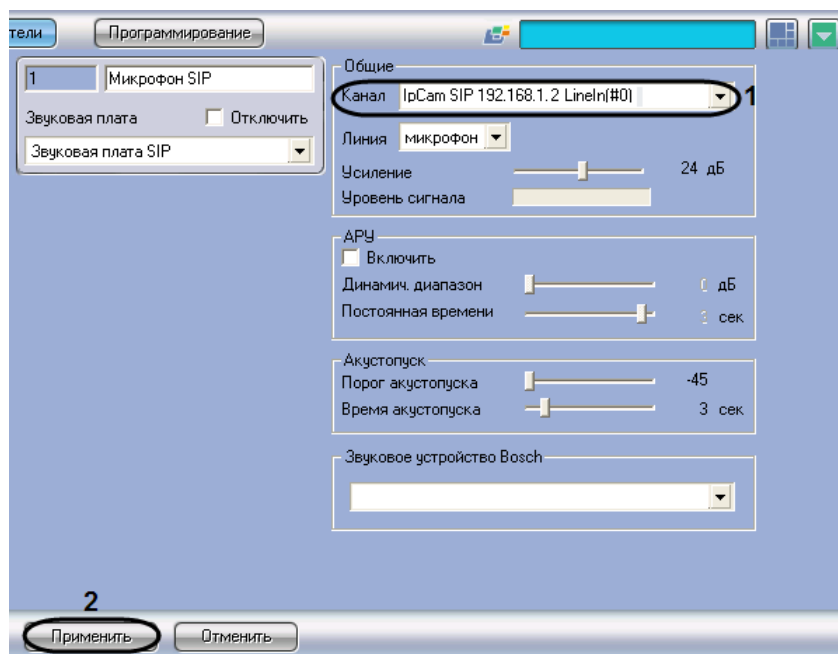 тели
Программирование
1
Микрофон SIP
Звуковая плата
Отключить
Звуковая плата SIP
Общие
Канал
IpCam SIP 192.168.1.2 LineIn(#0)
1
Линия
микрофон
Усиление
24 дБ
Уровень сигнала
АРУ
Включить
Динамич. диапазон
0 дБ
Постоянная времени
сек
Акустопуск
Порог акустопуска
-45
Время акустопуска
3 сек
Звуковое устройство Bosch
2
Применить
Отменить